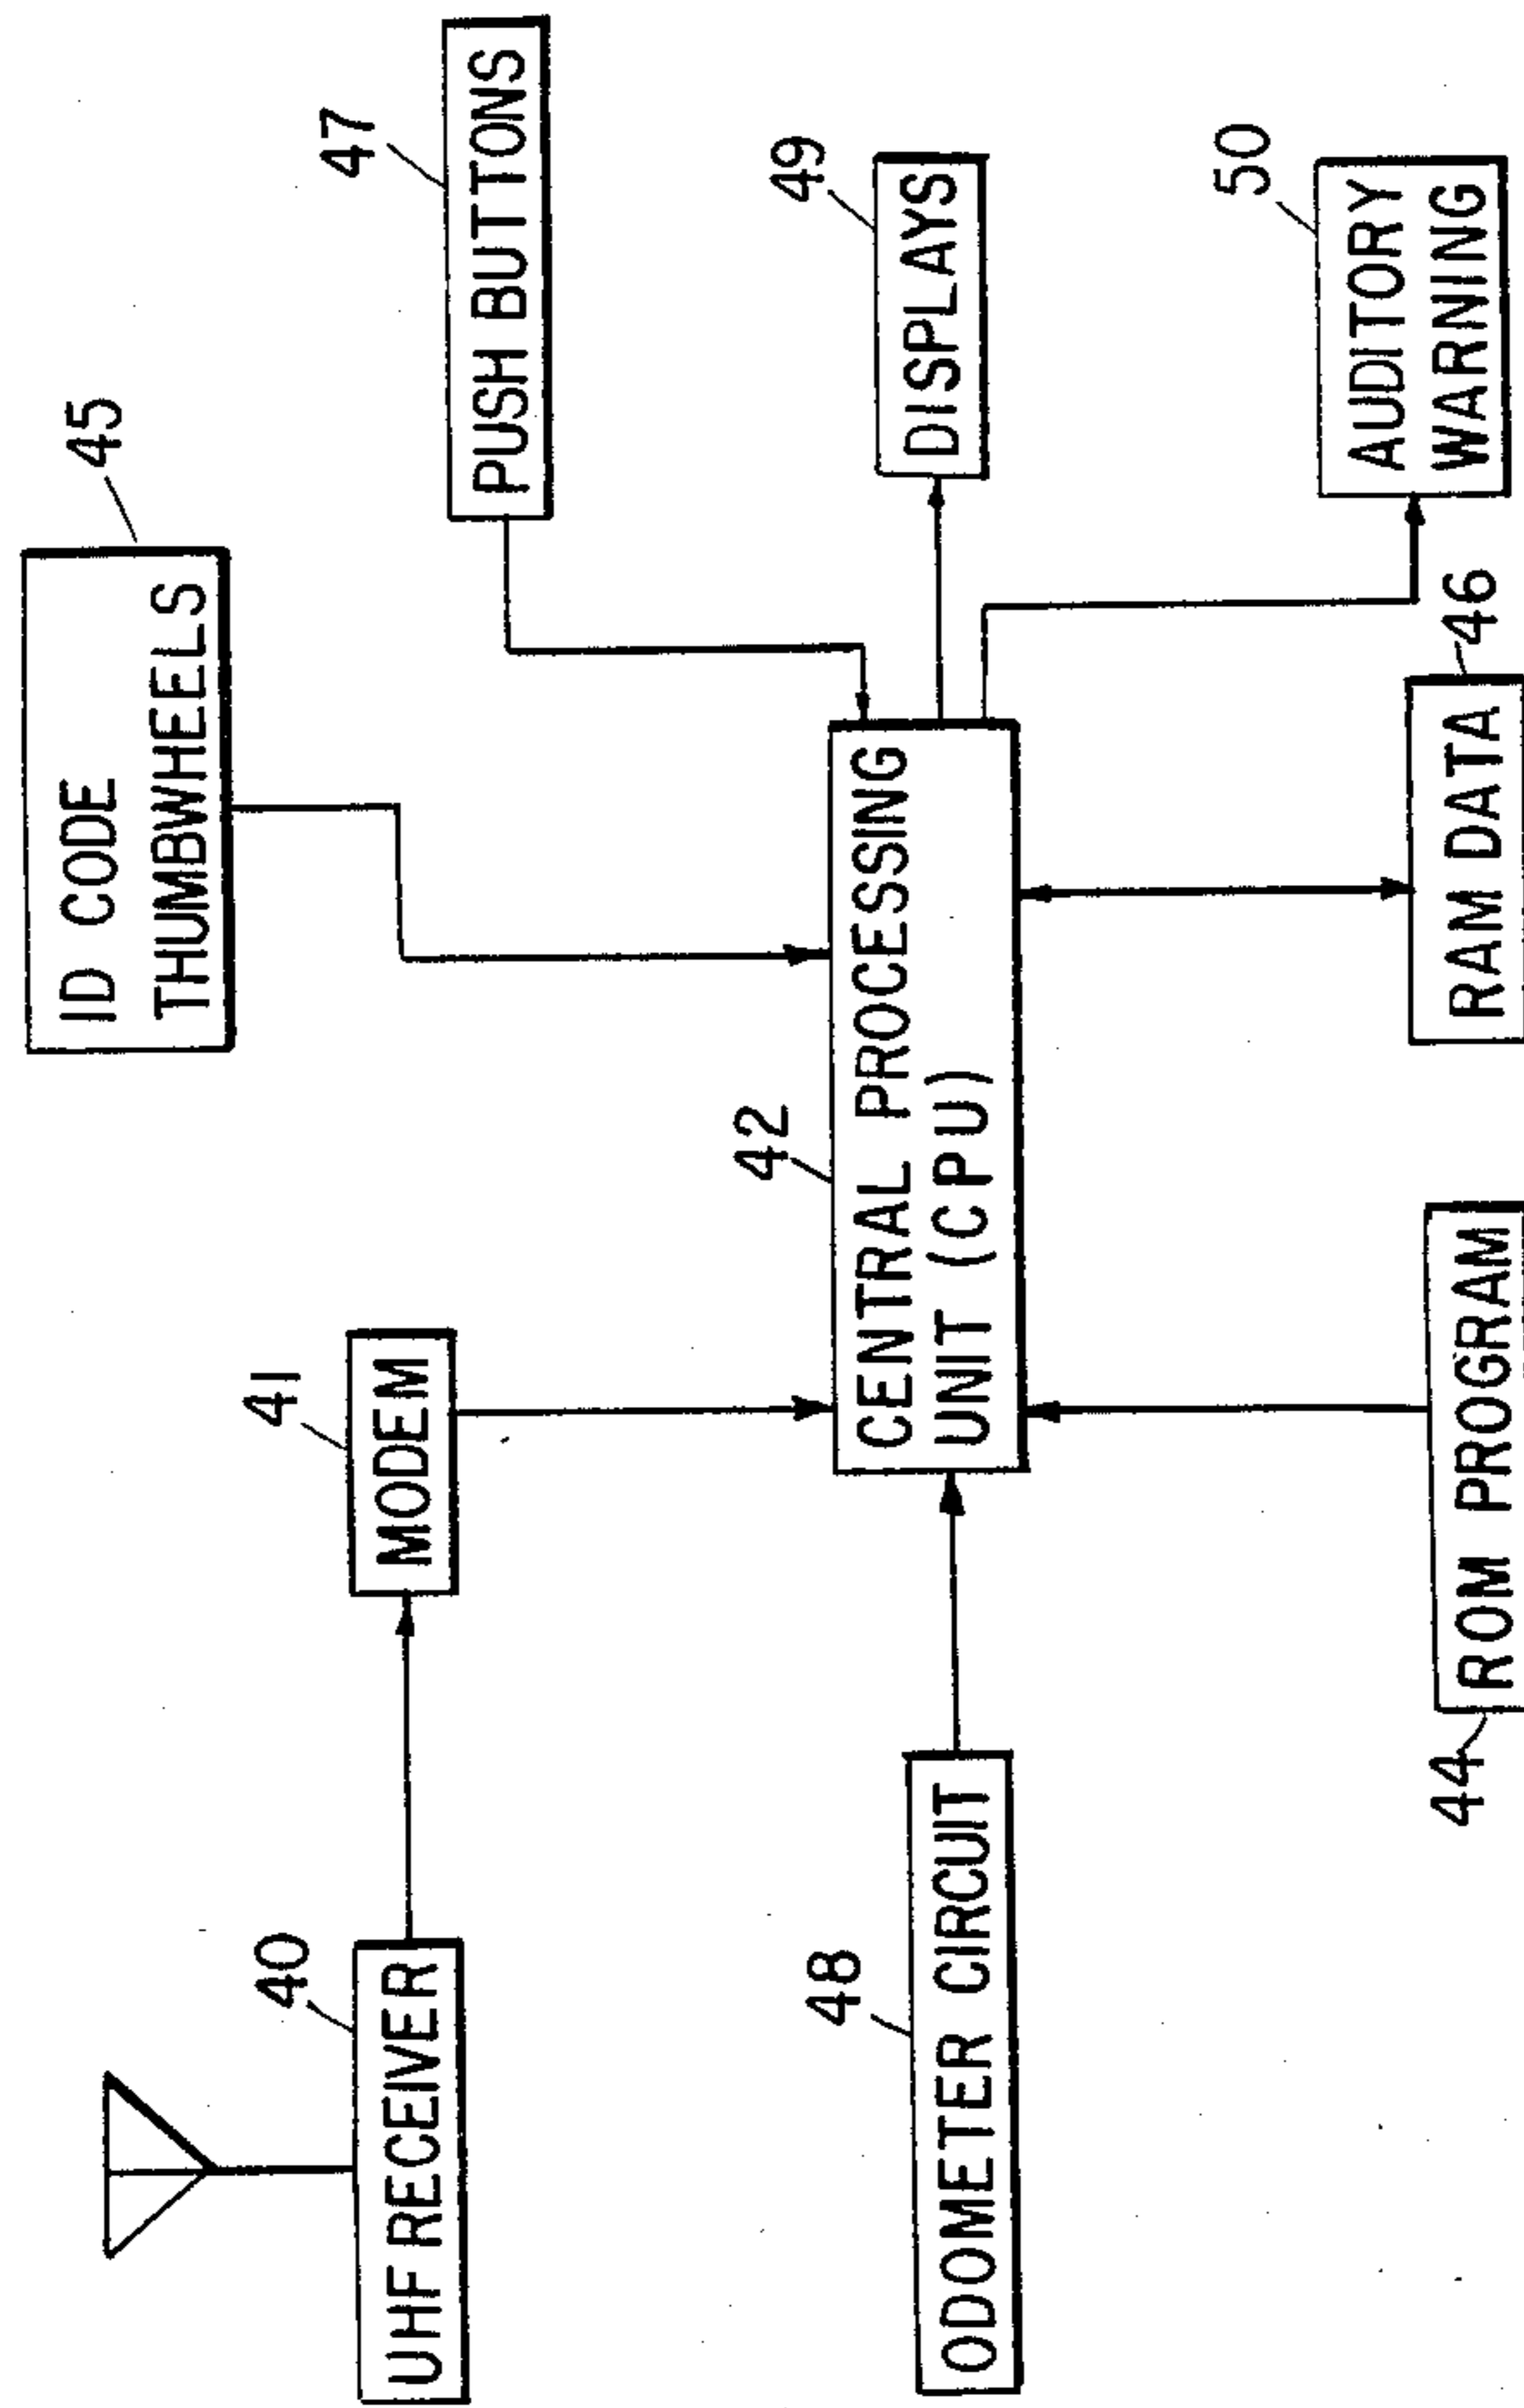 45
ID CODE
THUMBWHEELS
47
PUSH BUTTONS
41
MODEM
40
UHF RECEIVER
42
CENTRAL PROCESSING
UNIT (CPU)
49
DISPLAYS
48
ODOMETER CIRCUIT
50
AUDITORY
WARNING
46
RAM DATA
44
ROM PROGRAM